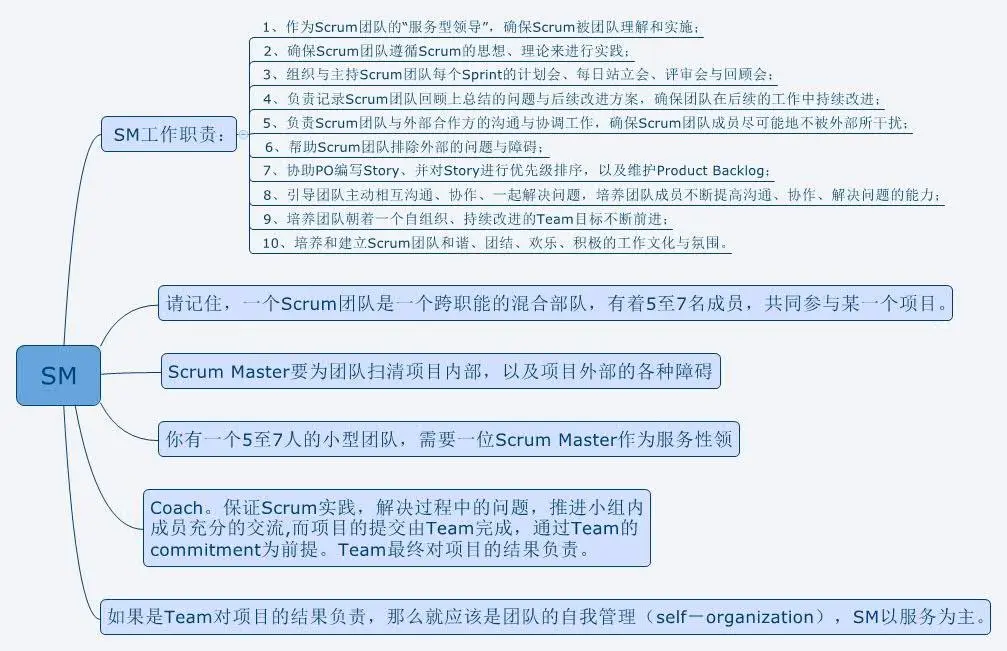 1、作为Scrum团队的“服务型领导”，确保Scrum被团队理解和实施；
2、确保Scrum团队遵循Scrum的思想、理论来进行实践；
3、组织与主持Scrum团队每个Sprint的计划会、每日站立会、评审会与回顾会；
4、负责记录Scrum团队回顾上总结的问题与后续改进方案，确保团队在后续的工作中持续改进；
5、负责Scrum团队与外部合作方的沟通与协调工作，确保Scrum团队成员尽可能地不被外部所干扰；
6、帮助Scrum团队排除外部的问题与障碍；
7、协助PO编写Story、并对Story进行优先级排序，以及维护Product Backlog；
8、引导团队主动相互沟通、协作、一起解决问题，培养团队成员不断提高沟通、协作、解决问题的能力；
9、培养团队朝着一个自组织、持续改进的Team目标不断前进；
10、培养和建立Scrum团队和谐、团结、欢乐、积极的工作文化与氛围。
SM工作职责：
请记住，一个Scrum团队是一个跨职能的混合部队，有着5至7名成员，共同参与某一个项目。
SM
Scrum Master要为团队扫清项目内部，以及项目外部的各种障碍
你有一个5至7人的小型团队，需要一位Scrum Master作为服务性领
Coach。保证Scrum实践，解决过程中的问题，推进小组内
成员充分的交流,而项目的提交由Team完成，通过Team的
commitment为前提。Team最终对项目的结果负责。
如果是Team对项目的结果负责，那么就应该是团队的自我管理（self－organization），SM以服务为主。